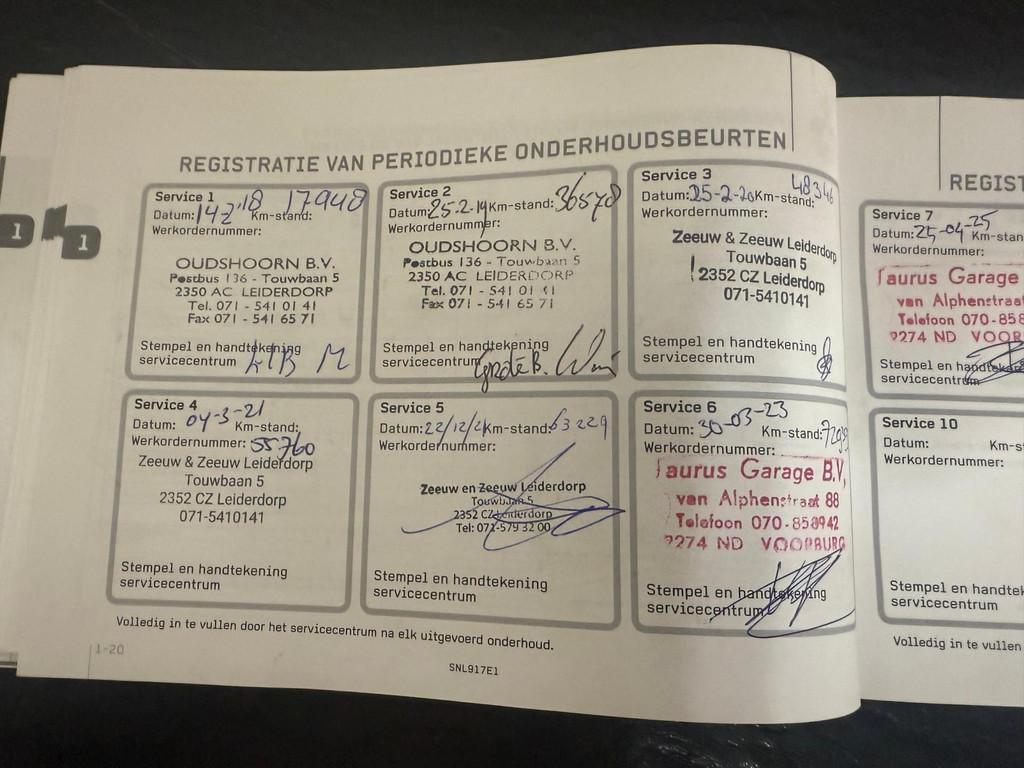 REGISTRATIE VAN PERIODIEKE ONDERHOUDSBEURTEN
Service 1
Datum: 14-2-'18 Km-stand: 17948
Werkordernummer:
OUDSHOORN B.V.
Postbus 136 - Touwbaan 5
2350 AC LEIDERDORP
Tel. 071 - 541 01 41
Fax 071 - 541 65 71
Stempel en handtekening
servicecentrum
Service 2
Datum: 25-2-19 Km-stand: 36578
Werkordernummer:
OUDSHOORN B.V.
Postbus 136 - Touwbaan 5
2350 AC LEIDERDORP
Tel. 071 - 541 01 41
Fax 071 - 541 65 71
Stempel en handtekening
servicecentrum Grote B.
Service 3
Datum: 25-2-20 Km-stand: 48346
Werkordernummer:
Zeeuw & Zeeuw Leiderdorp
Touwbaan 5
2352 CZ Leiderdorp
071-5410141
Stempel en handtekening
servicecentrum
Service 4
Datum: 04-3-21 Km-stand:
Werkordernummer: 55760
Zeeuw & Zeeuw Leiderdorp
Touwbaan 5
2352 CZ Leiderdorp
071-5410141
Stempel en handtekening
servicecentrum
Service 5
Datum: 22/12/21 Km-stand: 63229
Werkordernummer:
Zeeuw en Zeeuw Leiderdorp
Touwbaan 5
2352 CZ Leiderdorp
Tel: 071-579 32 00
Stempel en handtekening
servicecentrum
Service 6
Datum: 30-03-23 Km-stand:
Werkordernummer:
Taurus Garage B.V.
van Alphenstraat 88
Telefoon 070-850942
2274 ND VOORBURG
Stempel en handtekening
servicecentrum
Volledig in te vullen door het servicecentrum na elk uitgevoerd onderhoud.
1-20
SNL917E1
1
1
REGIST
Service 7
Datum: 25-04-25 Km-stan
Werkordernummer:
Taurus Garage
van Alphenstraat
Telefoon 070-858
2274 ND VOOR
Stempel en handteken
servicecentrum
Service 10
Datum: Km-s
Werkordernummer:
Stempel en handtek
servicecentrum
Volledig in te vullen